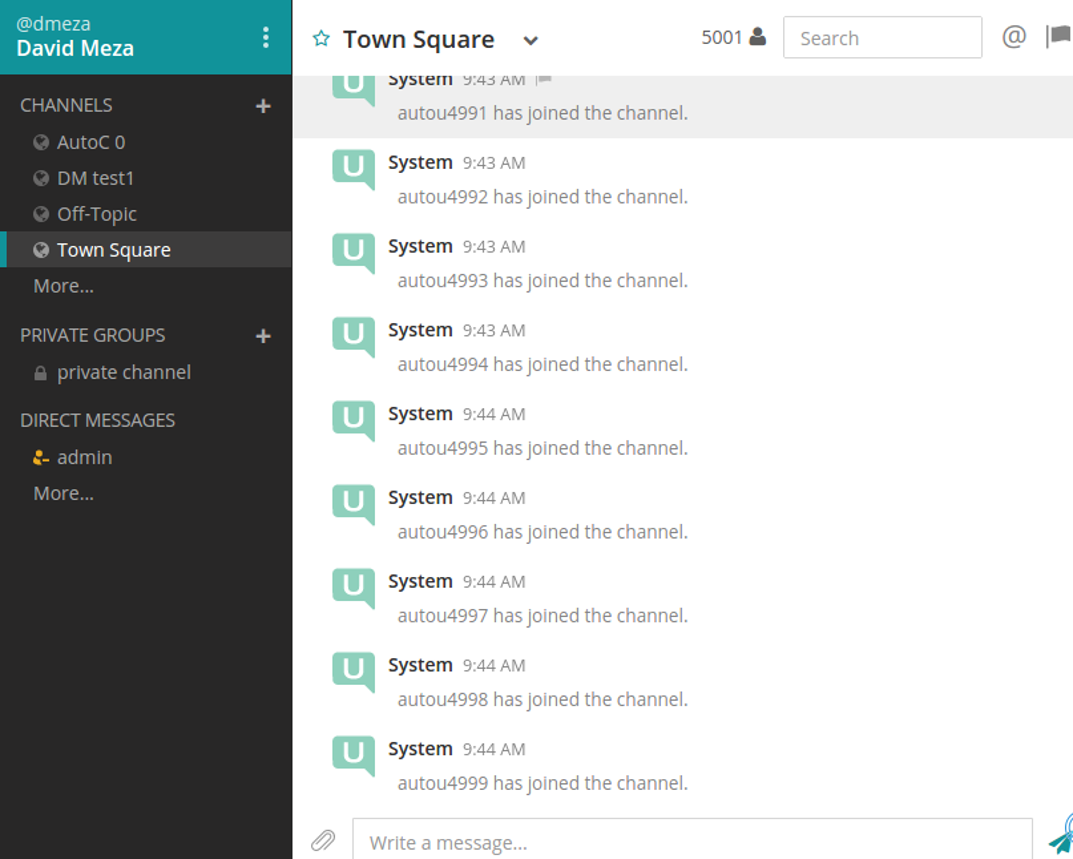 @dmeza
David Meza
CHANNELS +
AutoC 0
DM test1
Off-Topic
Town Square
More...
PRIVATE GROUPS +
private channel
DIRECT MESSAGES
admin
More...
Town Square
5001
Search
@
System 9:43 AM
autou4991 has joined the channel.
U
System 9:43 AM
autou4992 has joined the channel.
U
System 9:43 AM
autou4993 has joined the channel.
U
System 9:43 AM
autou4994 has joined the channel.
U
System 9:44 AM
autou4995 has joined the channel.
U
System 9:44 AM
autou4996 has joined the channel.
U
System 9:44 AM
autou4997 has joined the channel.
U
System 9:44 AM
autou4998 has joined the channel.
U
System 9:44 AM
autou4999 has joined the channel.
Write a message...